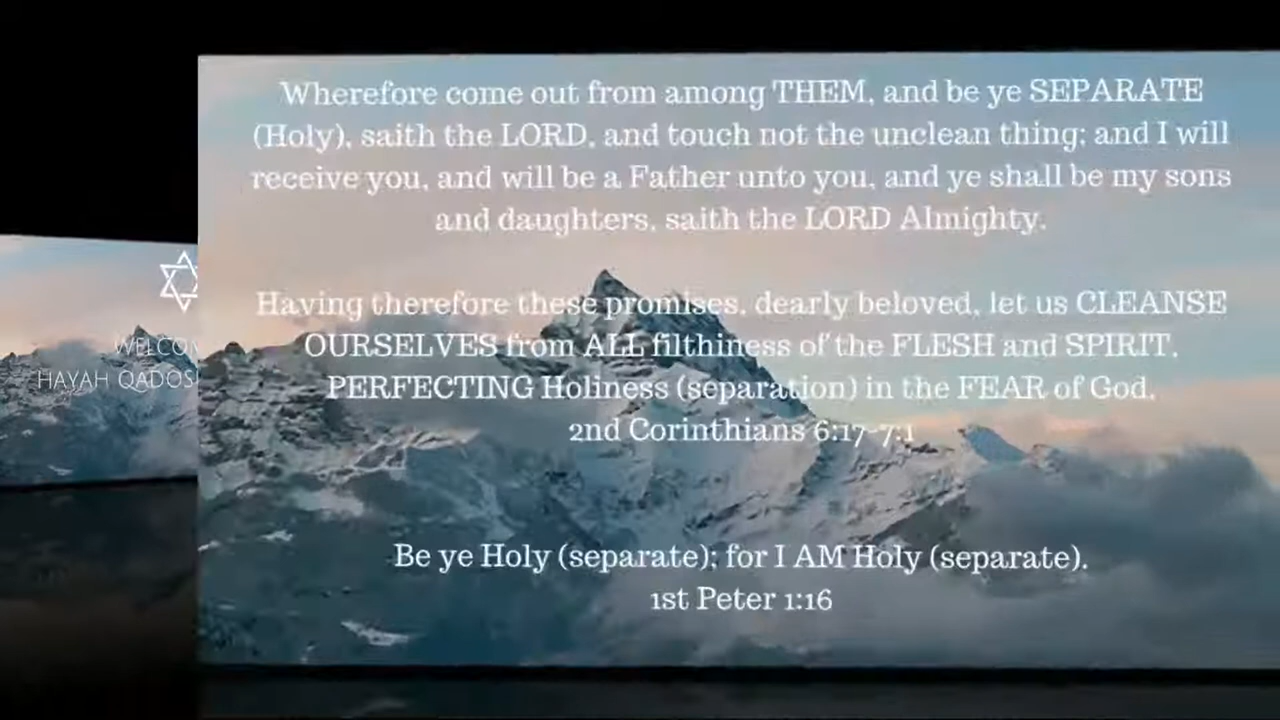 Wherefore come out from among THEM, and be ye SEPARATE
(Holy), saith the LORD, and touch not the unclean thing; and I will
receive you, and will be a Father unto you, and ye shall be my sons
and daughters, saith the LORD Almighty.
Having therefore these promises, dearly beloved, let us CLEANSE
OURSELVES from ALL filthiness of the FLESH and SPIRIT,
PERFECTING Holiness (separation) in the FEAR of God.
2nd Corinthians 6:17-7:1
Be ye Holy (separate); for I AM Holy (separate).
1st Peter 1:16
HAYAH